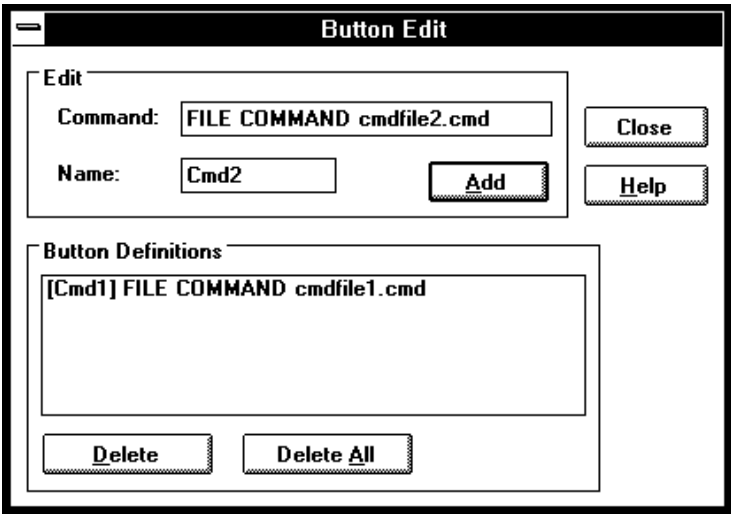 Button Edit
Edit
Command: FILE COMMAND cmdfile2.cmd
Close
Name: Cmd2
Add
Help
Button Definitions
[Cmd1] FILE COMMAND cmdfile1.cmd
Delete
Delete All